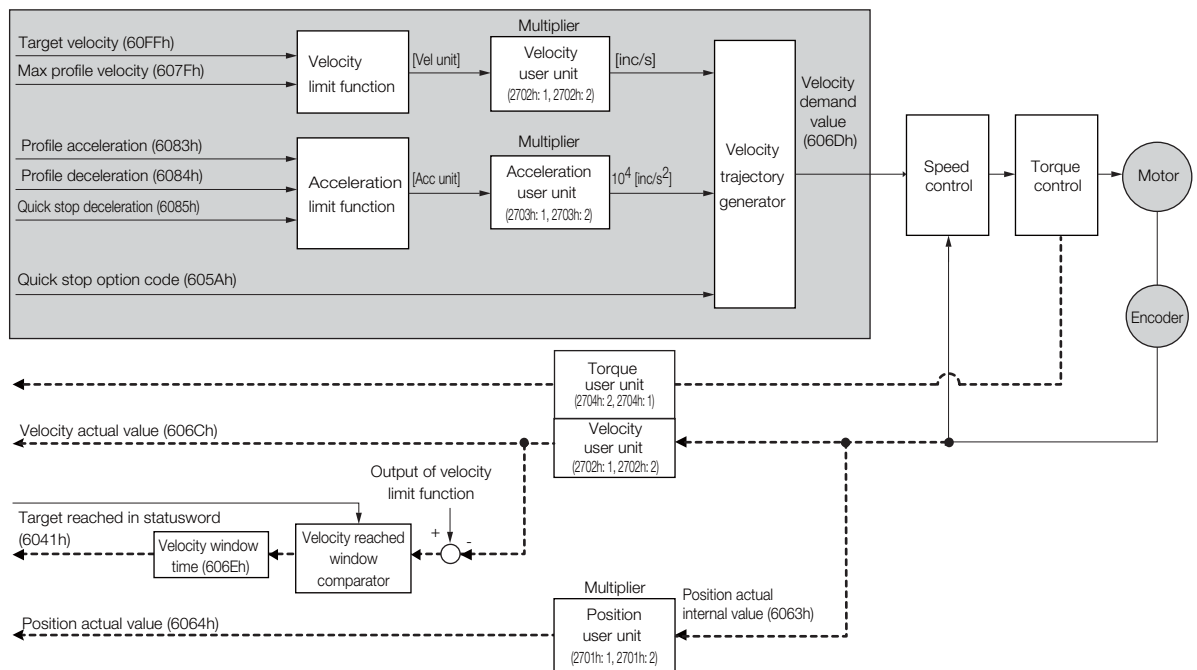 Target velocity (60FFh)
Max profile velocity (607Fh)
Velocity
limit function
[Vel unit]
Multiplier
Velocity
user unit
(2702h: 1, 2702h: 2)
[inc/s]
Profile acceleration (6083h)
Profile deceleration (6084h)
Quick stop deceleration (6085h)
Acceleration
limit function
[Acc unit]
Multiplier
Acceleration
user unit
(2703h: 1, 2703h: 2)
10⁴ [inc/s²]
Quick stop option code (605Ah)
Velocity
trajectory
generator
Velocity
demand
value
(606Dh)
Speed
control
Torque
control
Motor
Encoder
Torque
user unit
(2704h: 2, 2704h: 1)
Velocity actual value (606Ch)
Velocity
user unit
(2702h: 1, 2702h: 2)
Output of velocity
limit function
+
-
Target reached in statusword
(6041h)
Velocity window
time (606Eh)
Velocity reached
window
comparator
Position actual value (6064h)
Multiplier
Position
user unit
(2701h: 1, 2701h: 2)
Position actual
internal value (6063h)